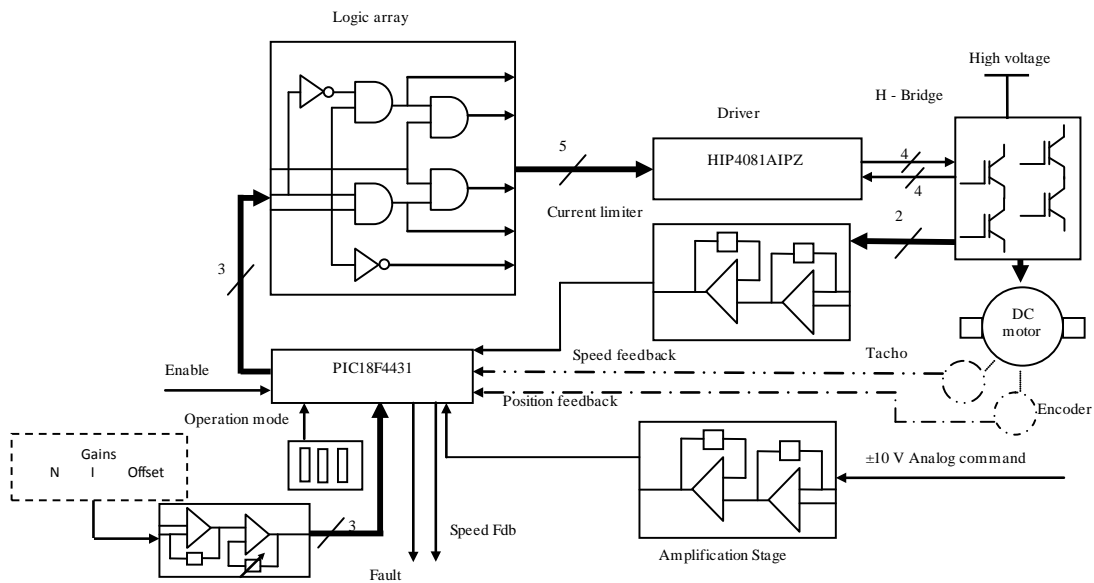 Logic array
High voltage
H - Bridge
Driver
HIP4081AIPZ
5
4
4
Current limiter
2
3
DC
motor
Tacho
Speed feedback
PIC18F4431
Enable
Position feedback
Encoder
Operation mode
Gains
N I Offset
±10 V Analog command
3
Speed Fdb
Amplification Stage
Fault